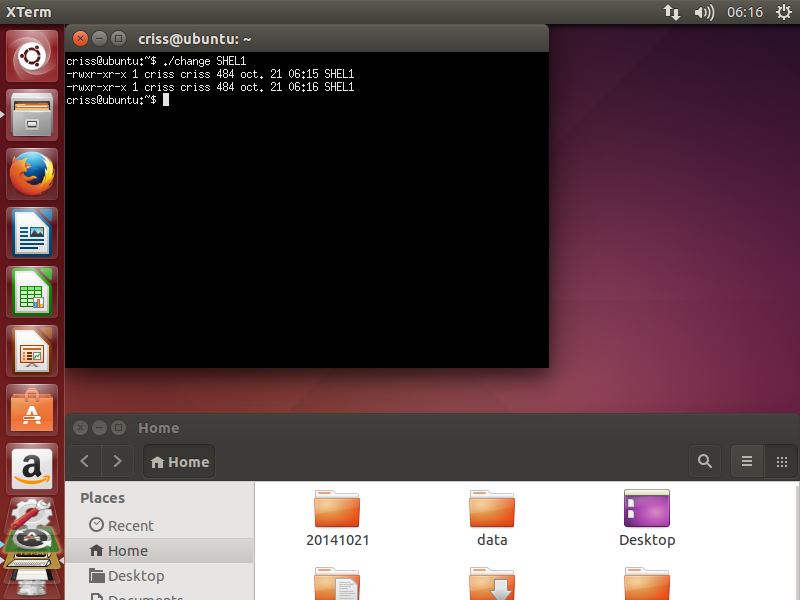 XTerm
06:16
criss@ubuntu: ~
criss@ubuntu:~$ ./change SHEL1
-rwxr-xr-x 1 criss criss 484 oct. 21 06:15 SHEL1
-rwxr-xr-x 1 criss criss 484 oct. 21 06:16 SHEL1
criss@ubuntu:~$
Home
Home
Places
Recent
Home
Desktop
Documents
20141021
data
Desktop